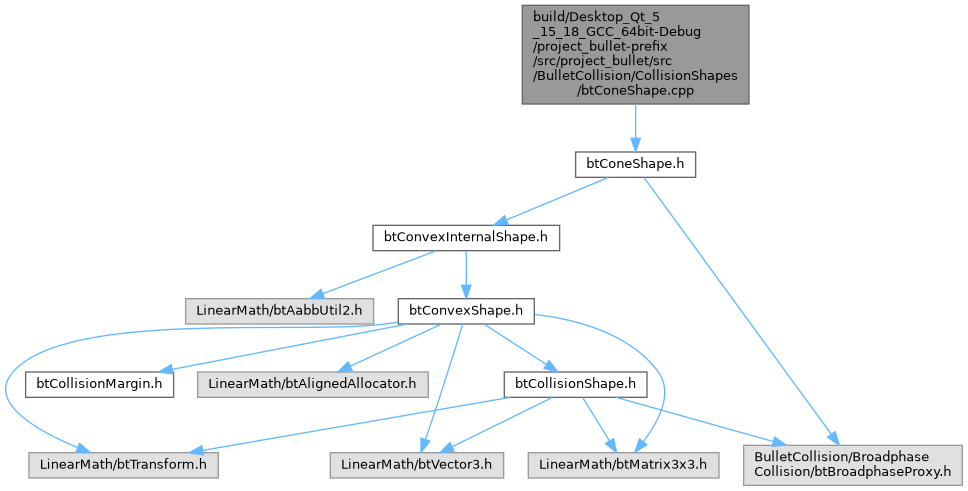 build/Desktop_Qt_5
_15_18_GCC_64bit-Debug
/project_bullet-prefix
/src/project_bullet/src
/BulletCollision/CollisionShapes
/btConeShape.cpp
btConeShape.h
btConvexInternalShape.h
LinearMath/btAabbUtil2.h
btConvexShape.h
btCollisionMargin.h
LinearMath/btAlignedAllocator.h
btCollisionShape.h
LinearMath/btTransform.h
LinearMath/btVector3.h
LinearMath/btMatrix3x3.h
BulletCollision/Broadphase
Collision/btBroadphaseProxy.h